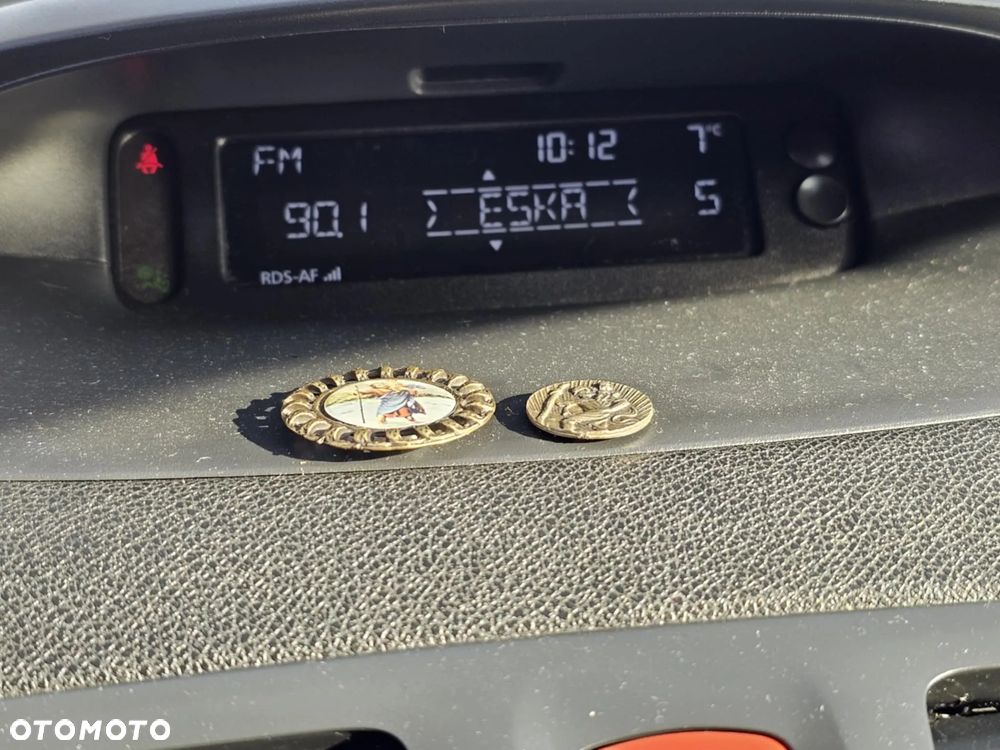 FM 10:12 7°C
90.1 ESKA 5
RDS-AF
OTOMOTO